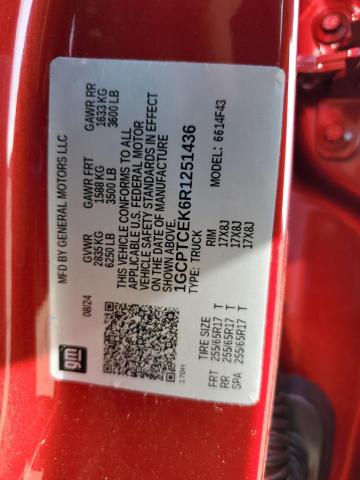 MFD BY GENERAL MOTORS LLC
08/24 GVWR GAWR FRT GAWR RR
2835KG 1588 KG 1633 KG
6250 LB 3500 LB 3600 LB
THIS VEHICLE CONFORMS TO ALL
APPLICABLE U.S. FEDERAL MOTOR
VEHICLE SAFETY STANDARDS IN EFFECT
ON THE DATE OF MANUFACTURE
SHOWN ABOVE.
1GCPTCEK6R1251436
TYPE: TRUCK MODEL: 6614F43
gm
TIRE SIZE RIM
FRT 255/65R17 T 17X8J
RR 255/65R17 T 17X8J
SPA 255/65R17 T 17X8J